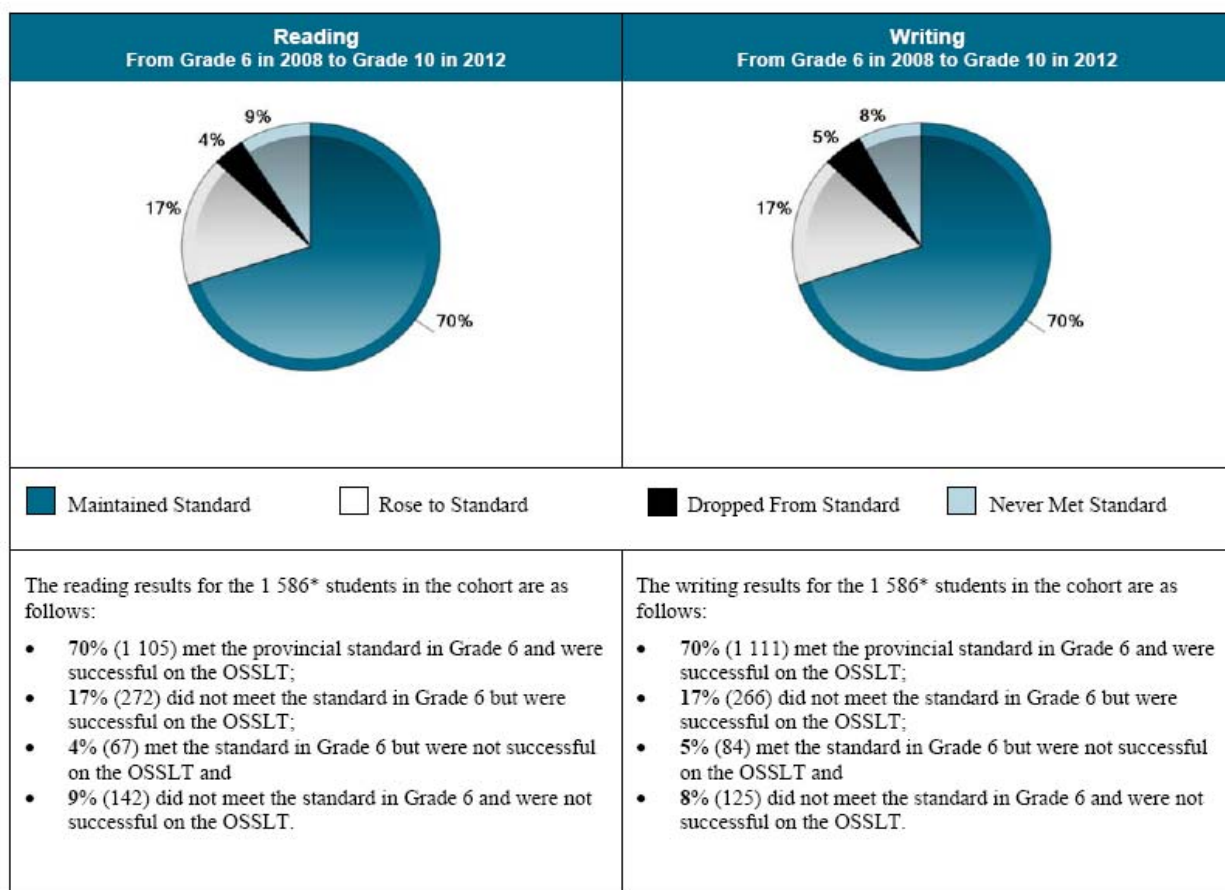 Reading
From Grade 6 in 2008 to Grade 10 in 2012
9%
4%
17%
70%
Writing
From Grade 6 in 2008 to Grade 10 in 2012
8%
5%
17%
70%
Maintained Standard
Rose to Standard
Dropped From Standard
Never Met Standard
The reading results for the 1 586* students in the cohort are as
follows:
• 70% (1 105) met the provincial standard in Grade 6 and were
successful on the OSSLT;
• 17% (272) did not meet the standard in Grade 6 but were
successful on the OSSLT;
• 4% (67) met the standard in Grade 6 but were not successful
on the OSSLT and
• 9% (142) did not meet the standard in Grade 6 and were not
successful on the OSSLT.
The writing results for the 1 586* students in the cohort are as
follows:
• 70% (1 111) met the provincial standard in Grade 6 and were
successful on the OSSLT;
• 17% (266) did not meet the standard in Grade 6 but were
successful on the OSSLT;
• 5% (84) met the standard in Grade 6 but were not successful
on the OSSLT and
• 8% (125) did not meet the standard in Grade 6 and were not
successful on the OSSLT.